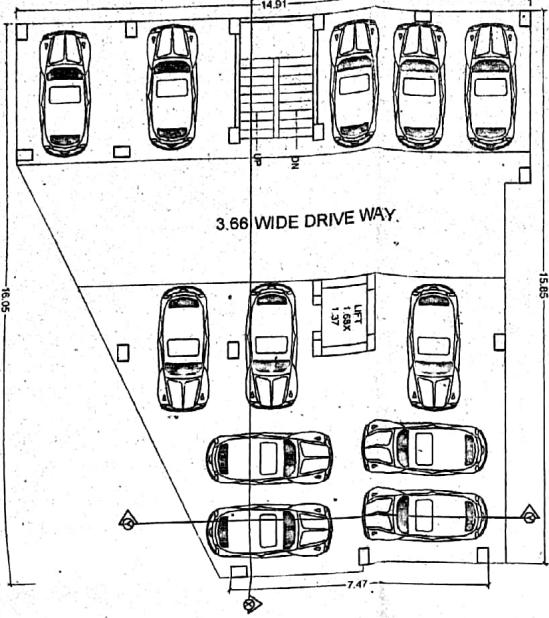 14.91
UP
DN
3.66 WIDE DRIVE WAY.
16.05
15.85
LIFT
1.68X
1.37
7.47